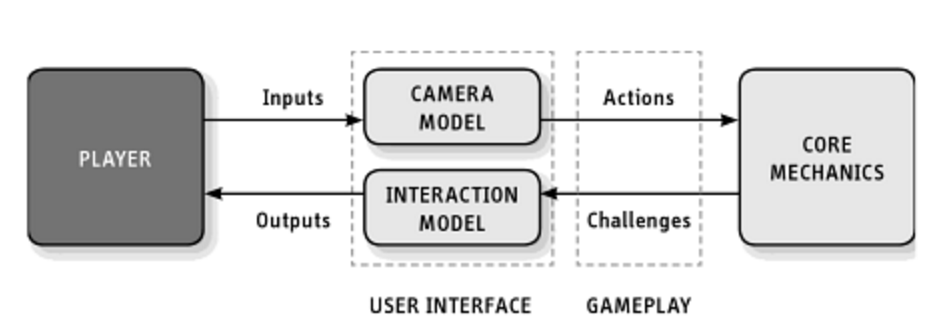 PLAYER
Inputs
Outputs
CAMERA
MODEL
INTERACTION
MODEL
Actions
Challenges
CORE
MECHANICS
USER INTERFACE
GAMEPLAY